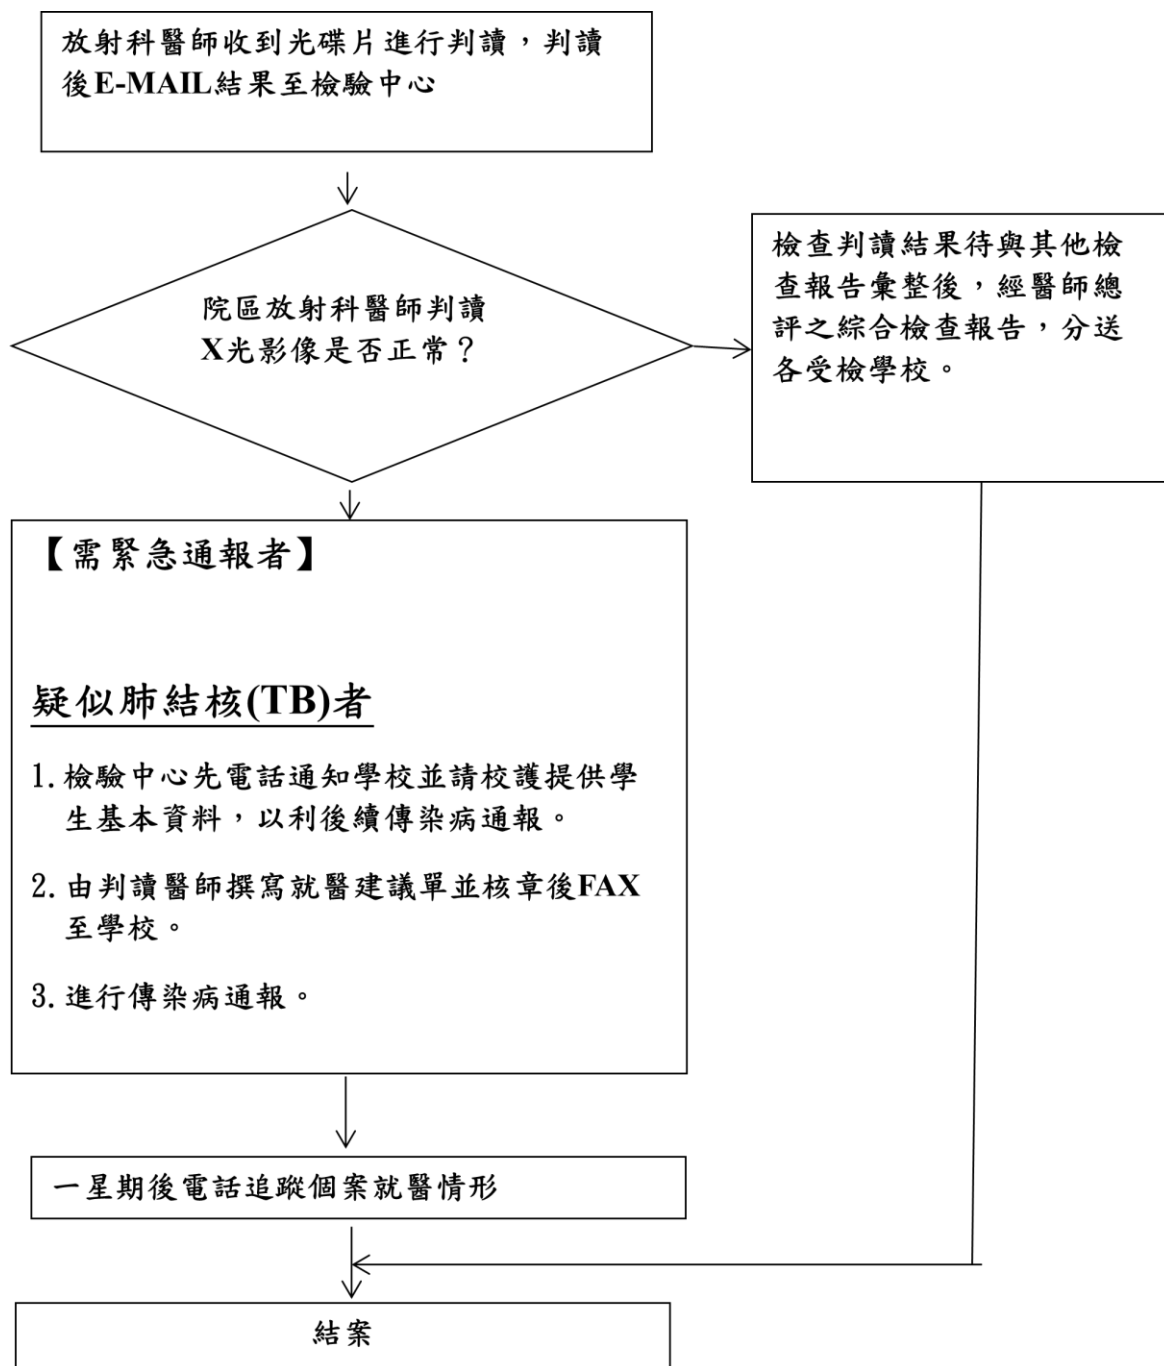 放射科醫師收到光碟片進行判讀，判讀
後E-MAIL結果至檢驗中心
院區放射科醫師判讀
X光影像是否正常？
檢查判讀結果待與其他檢
查報告彙整後，經醫師總
評之綜合檢查報告，分送
各受檢學校。
【需緊急通報者】
疑似肺結核(TB)者
1. 檢驗中心先電話通知學校並請校護提供學
生基本資料，以利後續傳染病通報。
2. 由判讀醫師撰寫就醫建議單並核章後FAX
至學校。
3. 進行傳染病通報。
一星期後電話追蹤個案就醫情形
結案